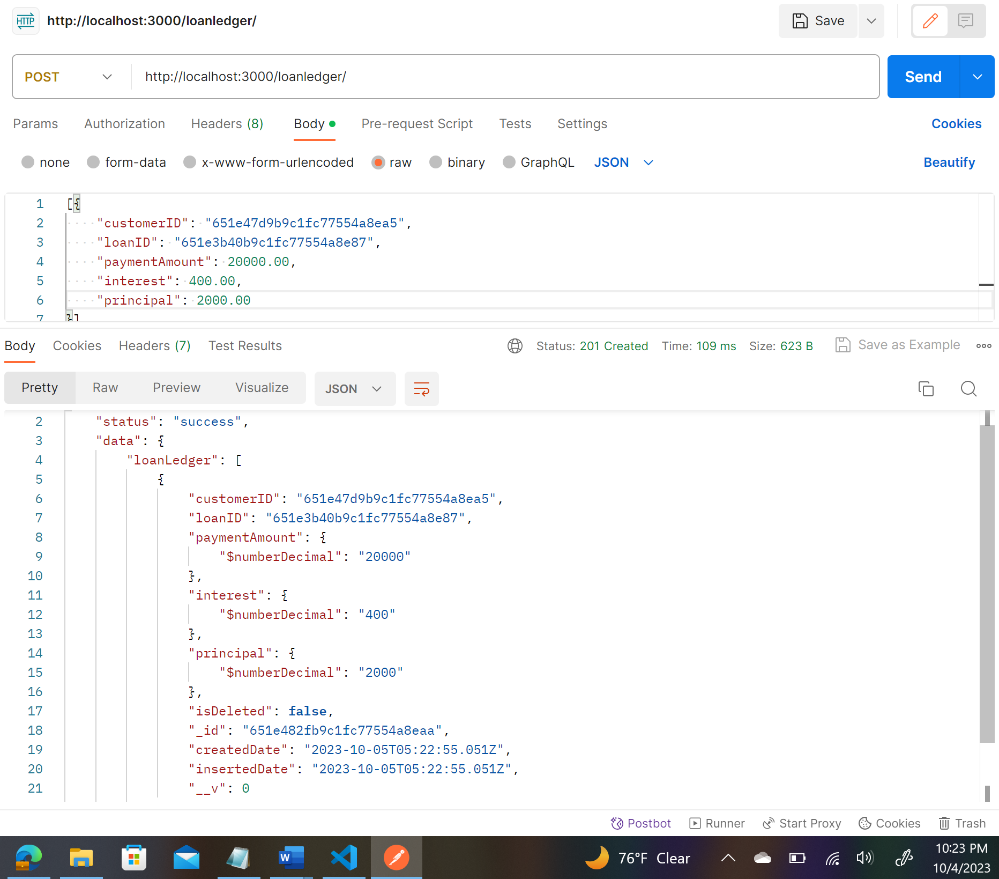 HTTP http://localhost:3000/loanledger/ Save
POST http://localhost:3000/loanledger/ Send
Params Authorization Headers (8) Body Pre-request Script Tests Settings Cookies
none form-data x-www-form-urlencoded raw binary GraphQL JSON Beautify
1 [{
2 "customerID": "651e47d9b9c1fc77554a8ea5",
3 "loanID": "651e3b40b9c1fc77554a8e87",
4 "paymentAmount": 20000.00,
5 "interest": 400.00,
6 "principal": 2000.00
7 }]
Body Cookies Headers (7) Test Results Status: 201 Created Time: 109 ms Size: 623 B Save as Example
Pretty Raw Preview Visualize JSON
2 "status": "success",
3 "data": {
4 "loanLedger": [
5 {
6 "customerID": "651e47d9b9c1fc77554a8ea5",
7 "loanID": "651e3b40b9c1fc77554a8e87",
8 "paymentAmount": {
9 "$numberDecimal": "20000"
10 },
11 "interest": {
12 "$numberDecimal": "400"
13 },
14 "principal": {
15 "$numberDecimal": "2000"
16 },
17 "isDeleted": false,
18 "_id": "651e482fb9c1fc77554a8eaa",
19 "createdDate": "2023-10-05T05:22:55.051Z",
20 "insertedDate": "2023-10-05T05:22:55.051Z",
21 "__v": 0
Postbot Runner Start Proxy Cookies Trash
W 76°F Clear 10:23 PM
10/4/2023